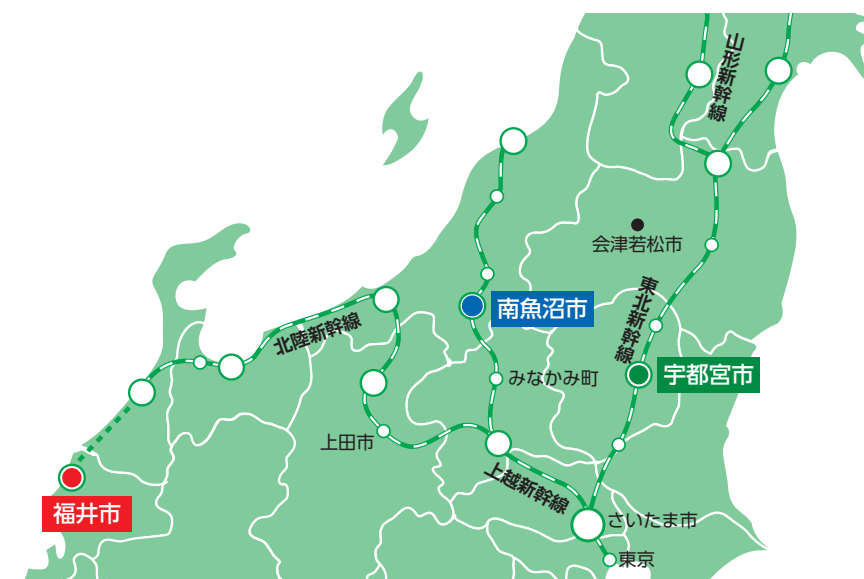 山形新幹線
会津若松市
東北新幹線
南魚沼市
北陸新幹線
宇都宮市
みなかみ町
上田市
上越新幹線
福井市
さいたま市
東京